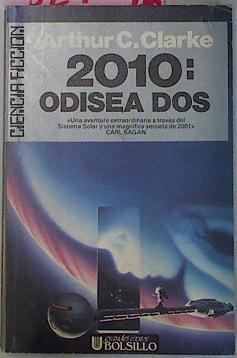 CIENCIA FICCION
Arthur C. Clarke
2010:
ODISEA DOS
«Una aventura extraordinaria a través del
Sistema Solar y una magnífica secuela de 2001»
CARL SAGAN
grandes éxitos
BOLSILLO